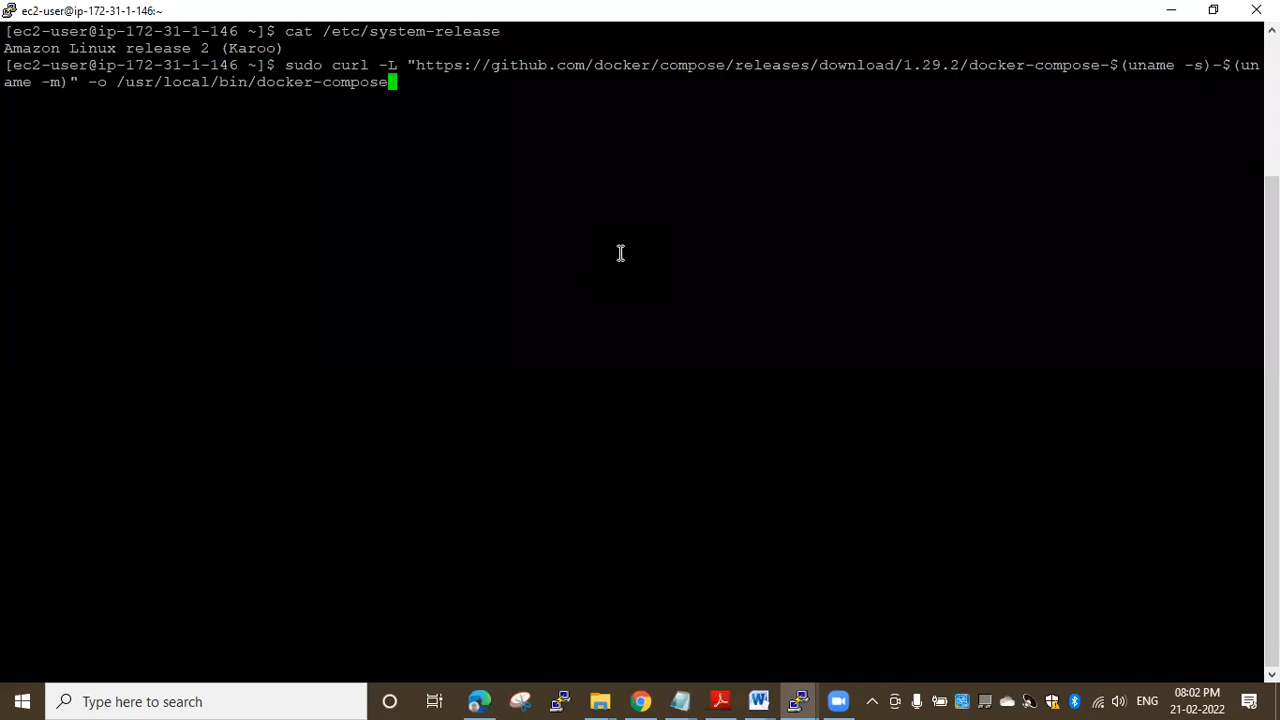 ec2-user@ip-172-31-1-146:~
[ec2-user@ip-172-31-1-146 ~]$ cat /etc/system-release
Amazon Linux release 2 (Karoo)
[ec2-user@ip-172-31-1-146 ~]$ sudo curl -L "https://github.com/docker/compose/releases/download/1.29.2/docker-compose-$(uname -s)-$(un
ame -m)" -o /usr/local/bin/docker-compose
Type here to search
ENG
08:02 PM
21-02-2022